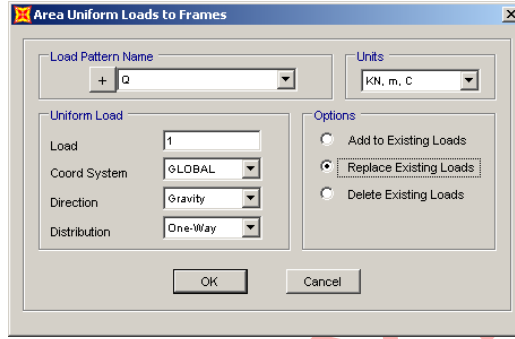 Area Uniform Loads to Frames
Load Pattern Name
+ Q
Units
KN, m, C
Uniform Load
Load 1
Coord System GLOBAL
Direction Gravity
Distribution One-Way
Options
Add to Existing Loads
Replace Existing Loads
Delete Existing Loads
OK Cancel